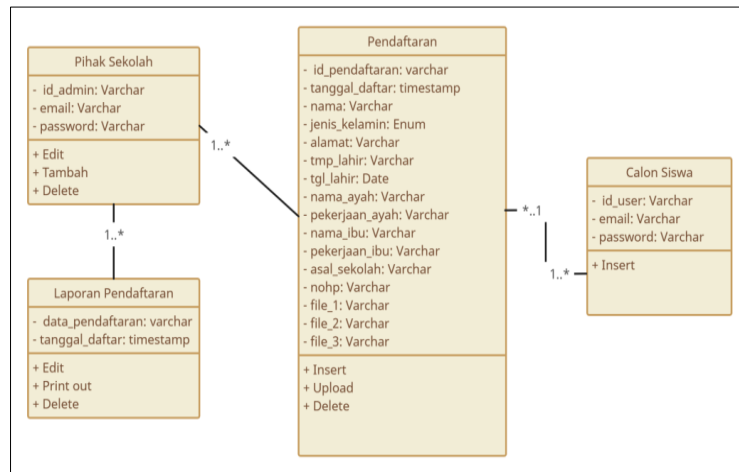 Pihak Sekolah
- id_admin: Varchar
- email: Varchar
- password: Varchar
+ Edit
+ Tambah
+ Delete
1..*
1..*
Laporan Pendaftaran
- data_pendaftaran: varchar
- tanggal_daftar: timestamp
+ Edit
+ Print out
+ Delete
Pendaftaran
- id_pendaftaran: varchar
- tanggal_daftar: timestamp
- nama: Varchar
- jenis_kelamin: Enum
- alamat: Varchar
- tmp_lahir: Varchar
- tgl_lahir: Date
- nama_ayah: Varchar
- pekerjaan_ayah: Varchar
- nama_ibu: Varchar
- pekerjaan_ibu: Varchar
- asal_sekolah: Varchar
- nohp: Varchar
- file_1: Varchar
- file_2: Varchar
- file_3: Varchar
+ Insert
+ Upload
+ Delete
*..1
1..*
Calon Siswa
- id_user: Varchar
- email: Varchar
- password: Varchar
+ Insert